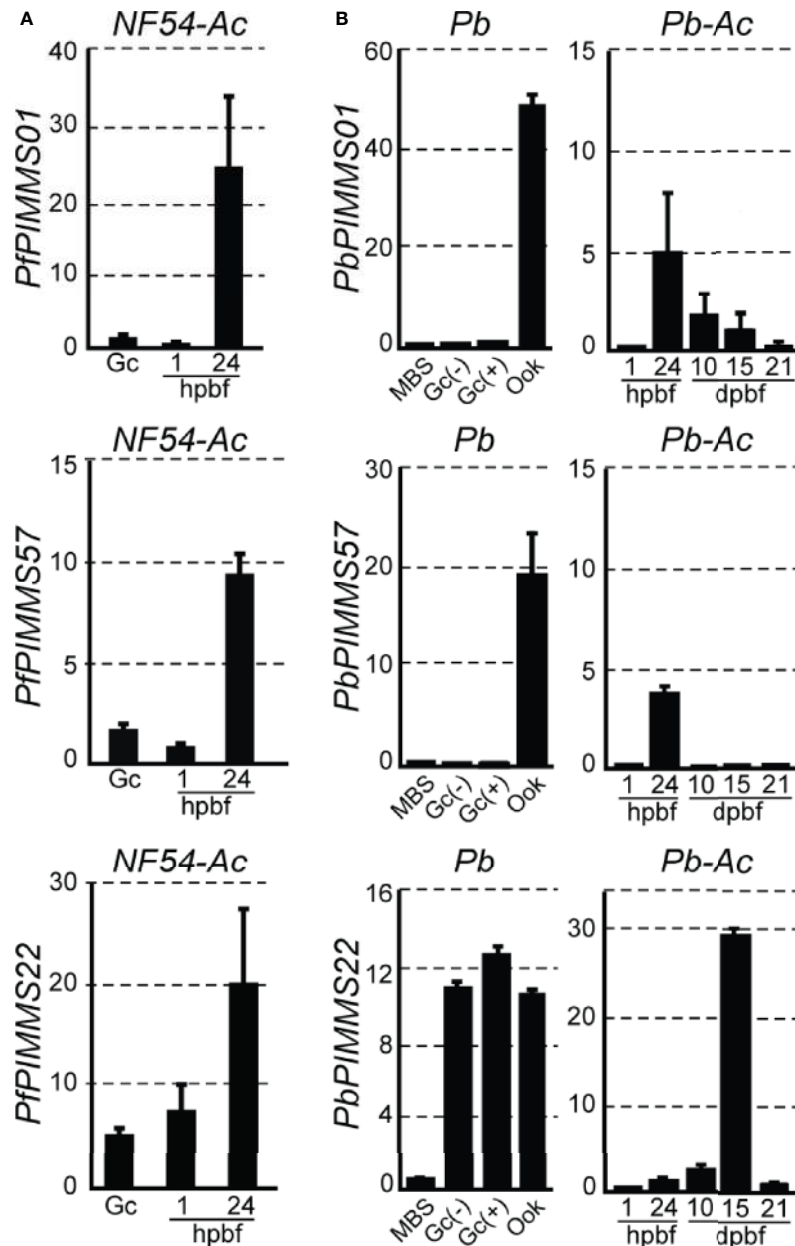 A B
NF54-Ac Pb Pb-Ac
PfPIMMS01
40
30
20
10
0
Gc 1 24
hpbf
PbPIMMS01
60
40
20
0
MBS Gc(-) Gc(+) Ook
15
10
5
0
1 24 10 15 21
hpbf dpbf
NF54-Ac Pb Pb-Ac
PfPIMMS57
15
10
5
0
Gc 1 24
hpbf
PbPIMMS57
30
20
10
0
MBS Gc(-) Gc(+) Ook
15
10
5
0
1 24 10 15 21
hpbf dpbf
NF54-Ac Pb Pb-Ac
PfPIMMS22
30
20
10
0
Gc 1 24
hpbf
PbPIMMS22
16
12
8
4
0
MBS Gc(-) Gc(+) Ook
30
20
10
0
1 24 10 15 21
hpbf dpbf